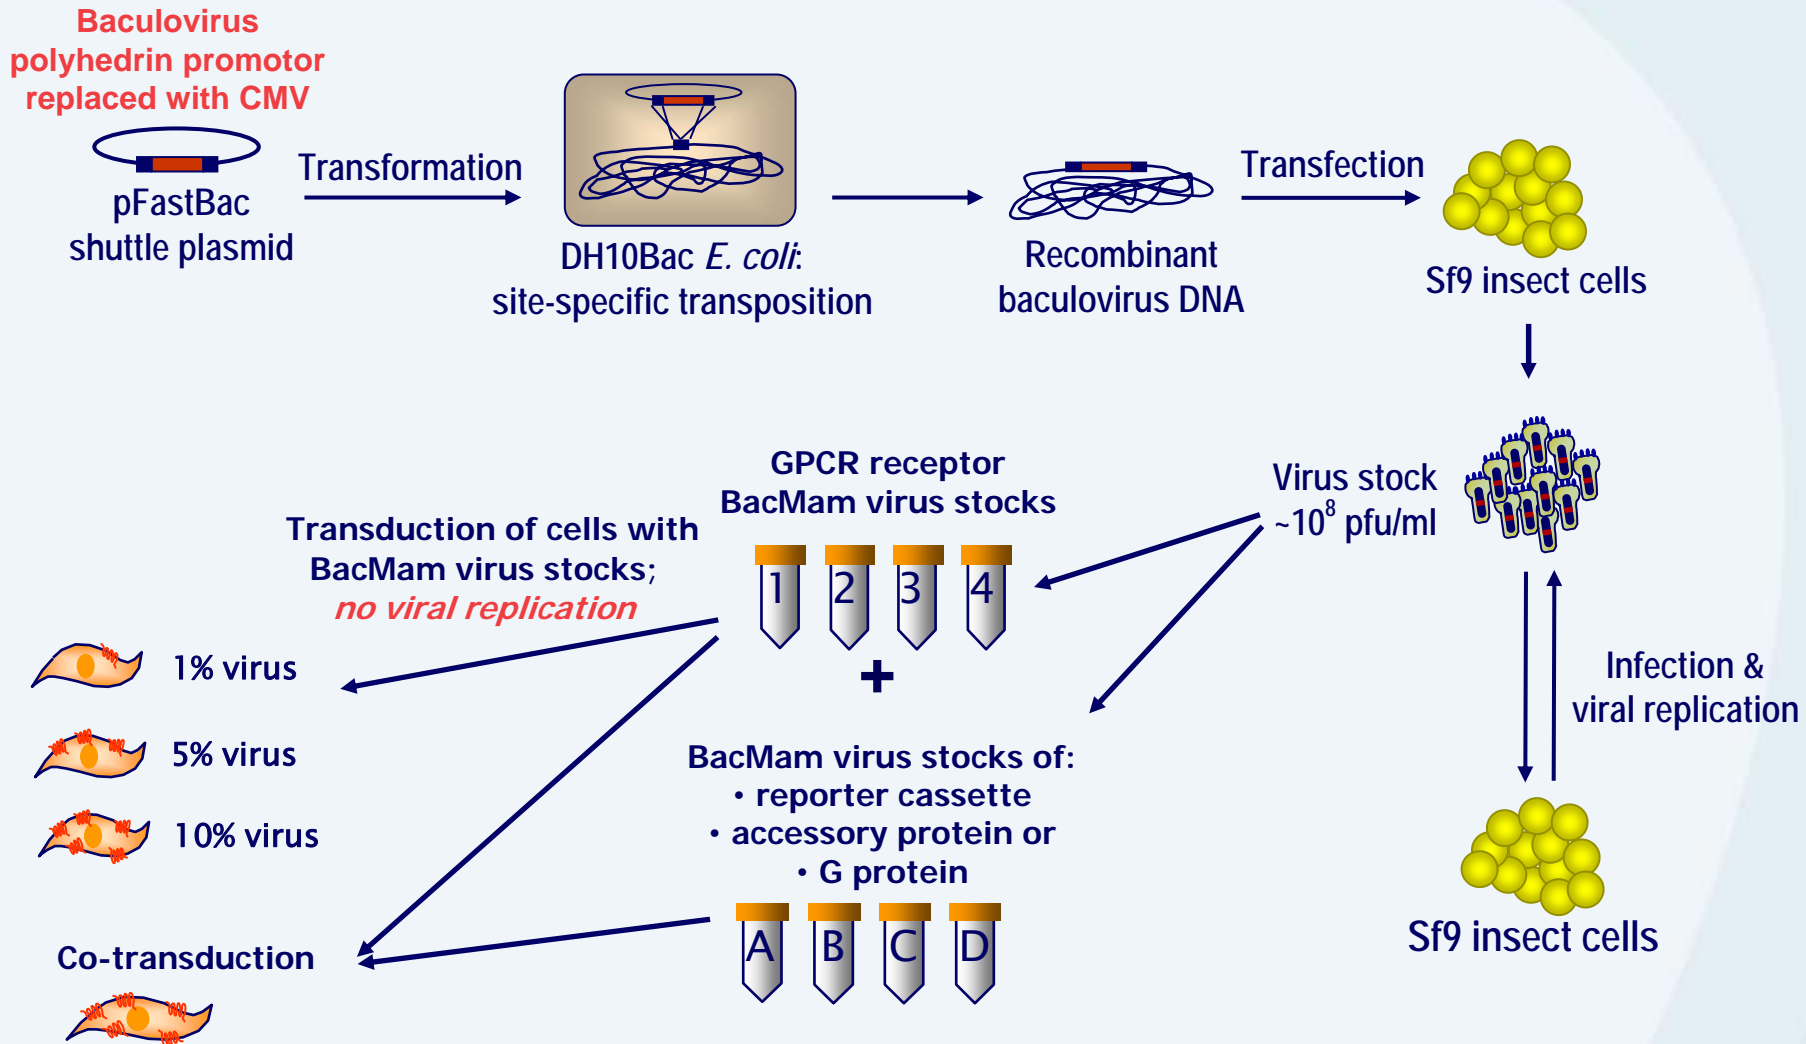 Baculovirus
polyhedrin promotor
replaced with CMV
pFastBac
shuttle plasmid
Transformation
DH10Bac E. coli:
site-specific transposition
Recombinant
baculovirus DNA
Transfection
Sf9 insect cells
Virus stock
~10⁸ pfu/ml
Infection &
viral replication
Sf9 insect cells
GPCR receptor
BacMam virus stocks
1 2 3 4
+
BacMam virus stocks of:
• reporter cassette
• accessory protein or
• G protein
A B C D
Transduction of cells with
BacMam virus stocks;
no viral replication
1% virus
5% virus
10% virus
Co-transduction